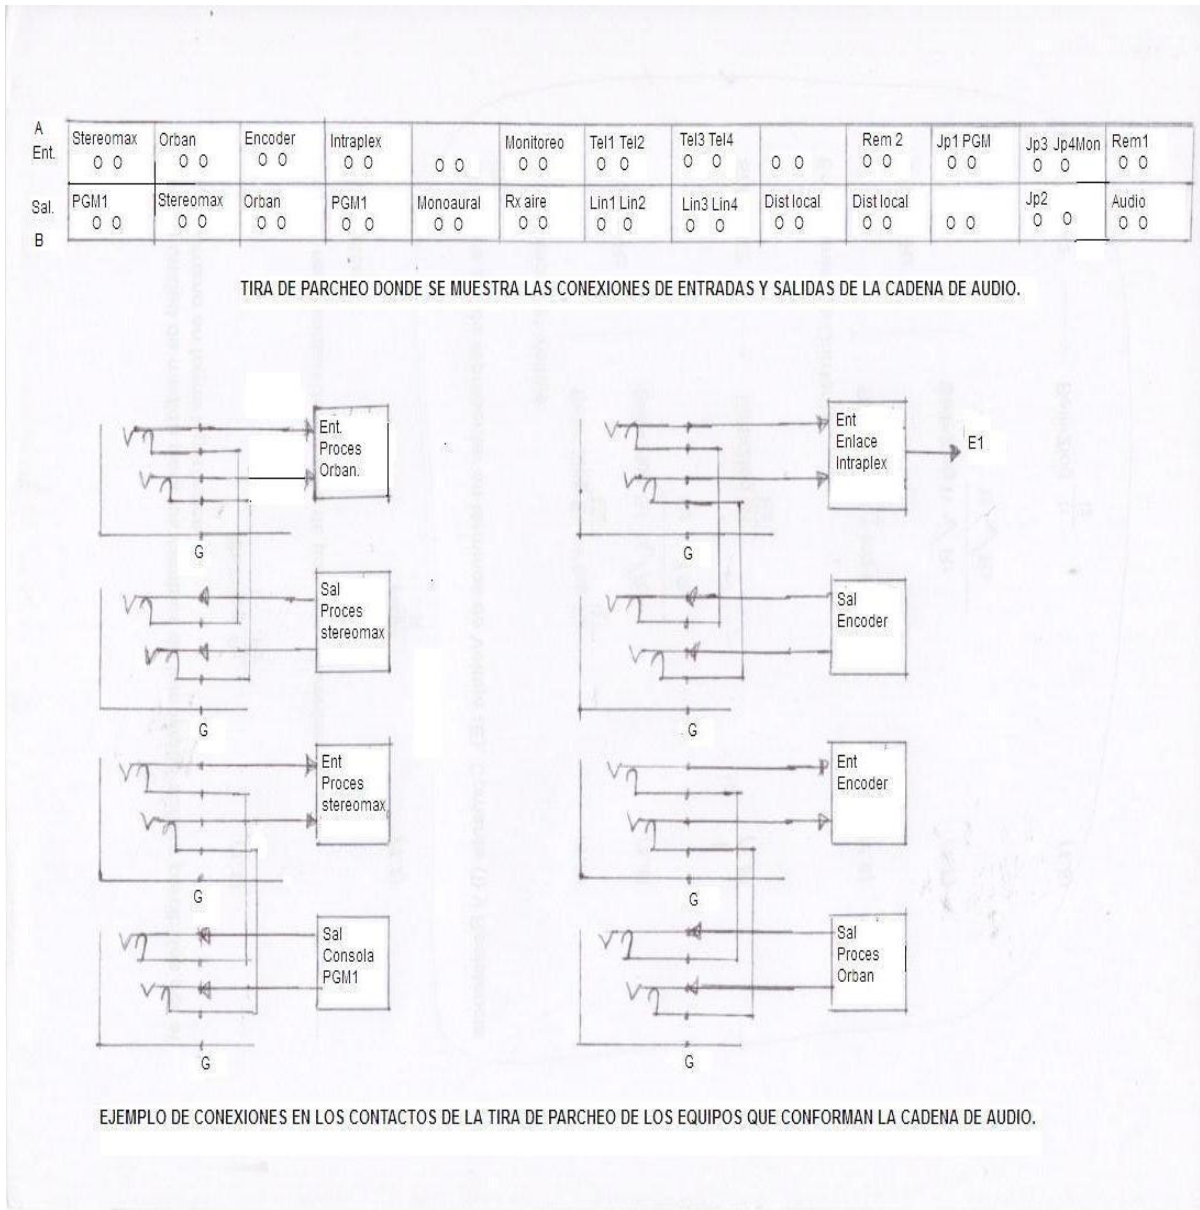 A
Ent.
Stereomax Orban Encoder Intraplex Monitoreo Tel1 Tel2 Tel3 Tel4 Rem 2 Jp1 PGM Jp3 Jp4Mon Rem1
O O O O O O O O O O O O O O O O O O O O O O O O O O
Sal.
B
PGM1 Stereomax Orban PGM1 Monoaural Rx aire Lin1 Lin2 Lin3 Lin4 Dist local Dist local Jp2 Audio
O O O O O O O O O O O O O O O O O O O O O O O O O O
TIRA DE PARCHEO DONDE SE MUESTRA LAS CONEXIONES DE ENTRADAS Y SALIDAS DE LA CADENA DE AUDIO.
Ent.
Proces
Orban.
G
Sal
Proces
stereomax
G
Ent
Proces
stereomax
G
Sal
Consola
PGM1
G
Ent
Enlace
Intraplex
E1
G
Sal
Encoder
G
Ent
Encoder
G
Sal
Proces
Orban
G
EJEMPLO DE CONEXIONES EN LOS CONTACTOS DE LA TIRA DE PARCHEO DE LOS EQUIPOS QUE CONFORMAN LA CADENA DE AUDIO.